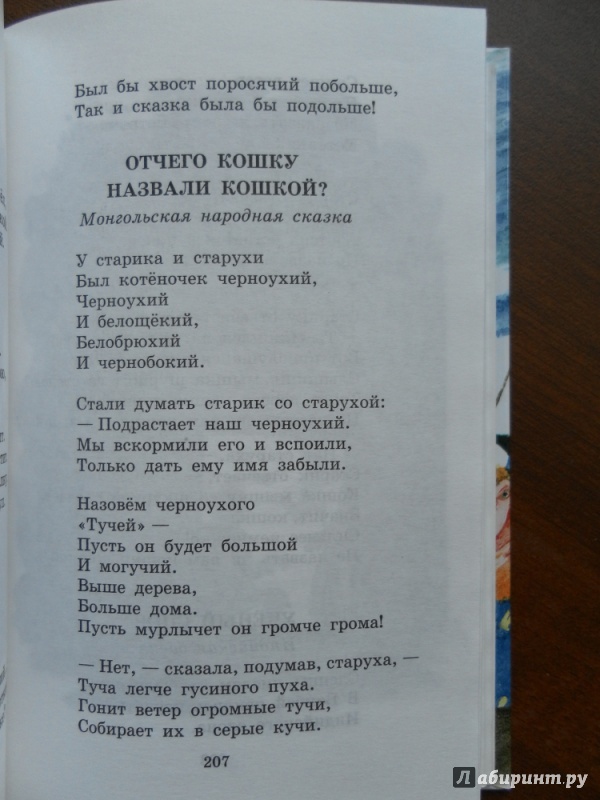 Был бы хвост поросячий побольше,
Так и сказка была бы подольше!
ОТЧЕГО КОШКУ
НАЗВАЛИ КОШКОЙ?
Монгольская народная сказка
У старика и старухи
Был котёночек черноухий,
Черноухий
И белощёкий,
Белобрюхий
И чернобокий.
Стали думать старик со старухой:
— Подрастает наш черноухий.
Мы вскормили его и вспоили,
Только дать ему имя забыли.
Назовём черноухого
«Тучей» —
Пусть он будет большой
И могучий.
Выше дерева,
Больше дома.
Пусть мурлычет он громче грома!
— Нет, — сказала, подумав, старуха, —
Туча легче гусиного пуха.
Гонит ветер огромные тучи,
Собирает их в серые кучи.
207
Лабиринт.ру